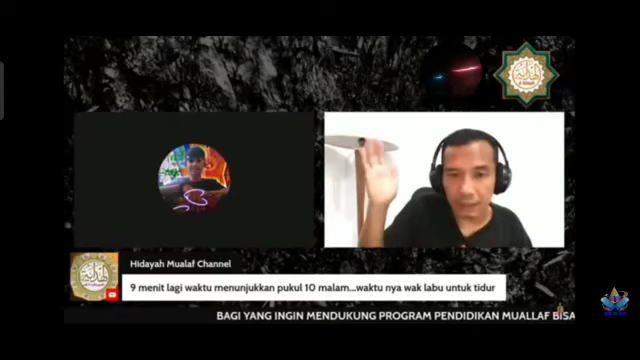 Hidayah Mualaf Channel
9 menit lagi waktu menunjukkan pukul 10 malam...waktu nya wak labu untuk tidur
BAGI YANG INGIN MENDUKUNG PROGRAM PENDIDIKAN MUALLAF BISA